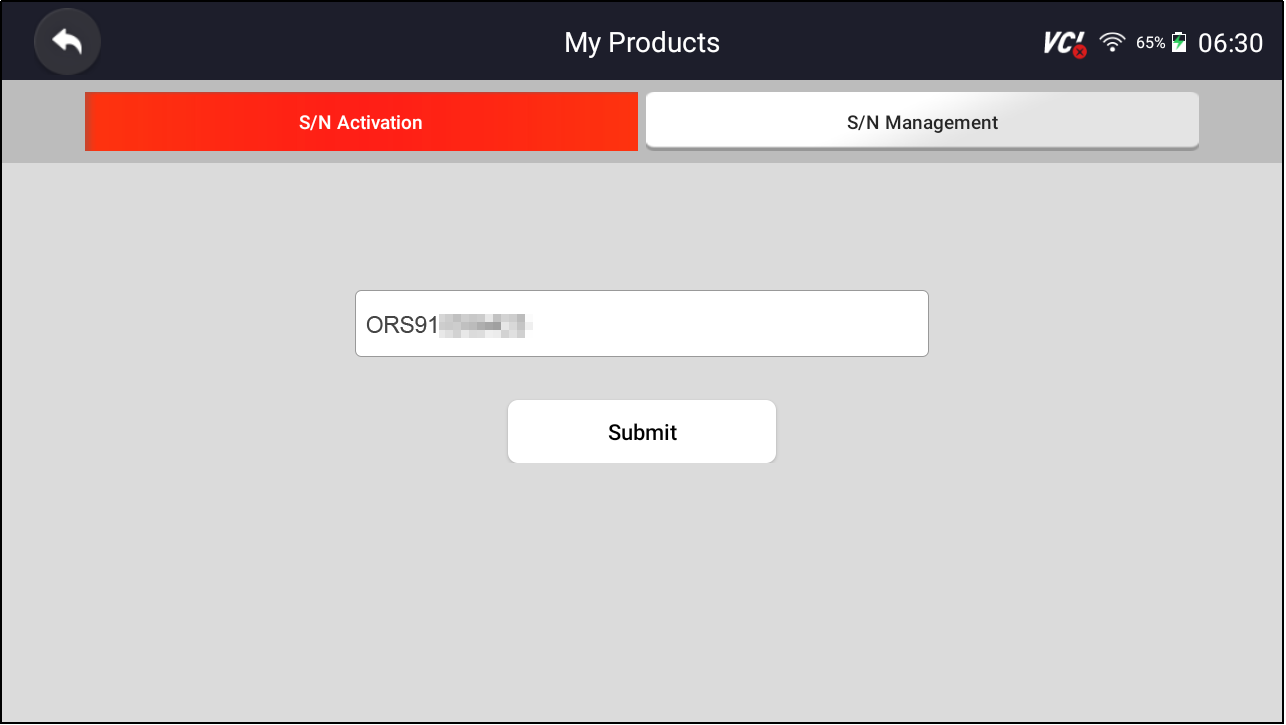 My Products
VCI
65%
06:30
S/N Activation
S/N Management
ORS91
Submit